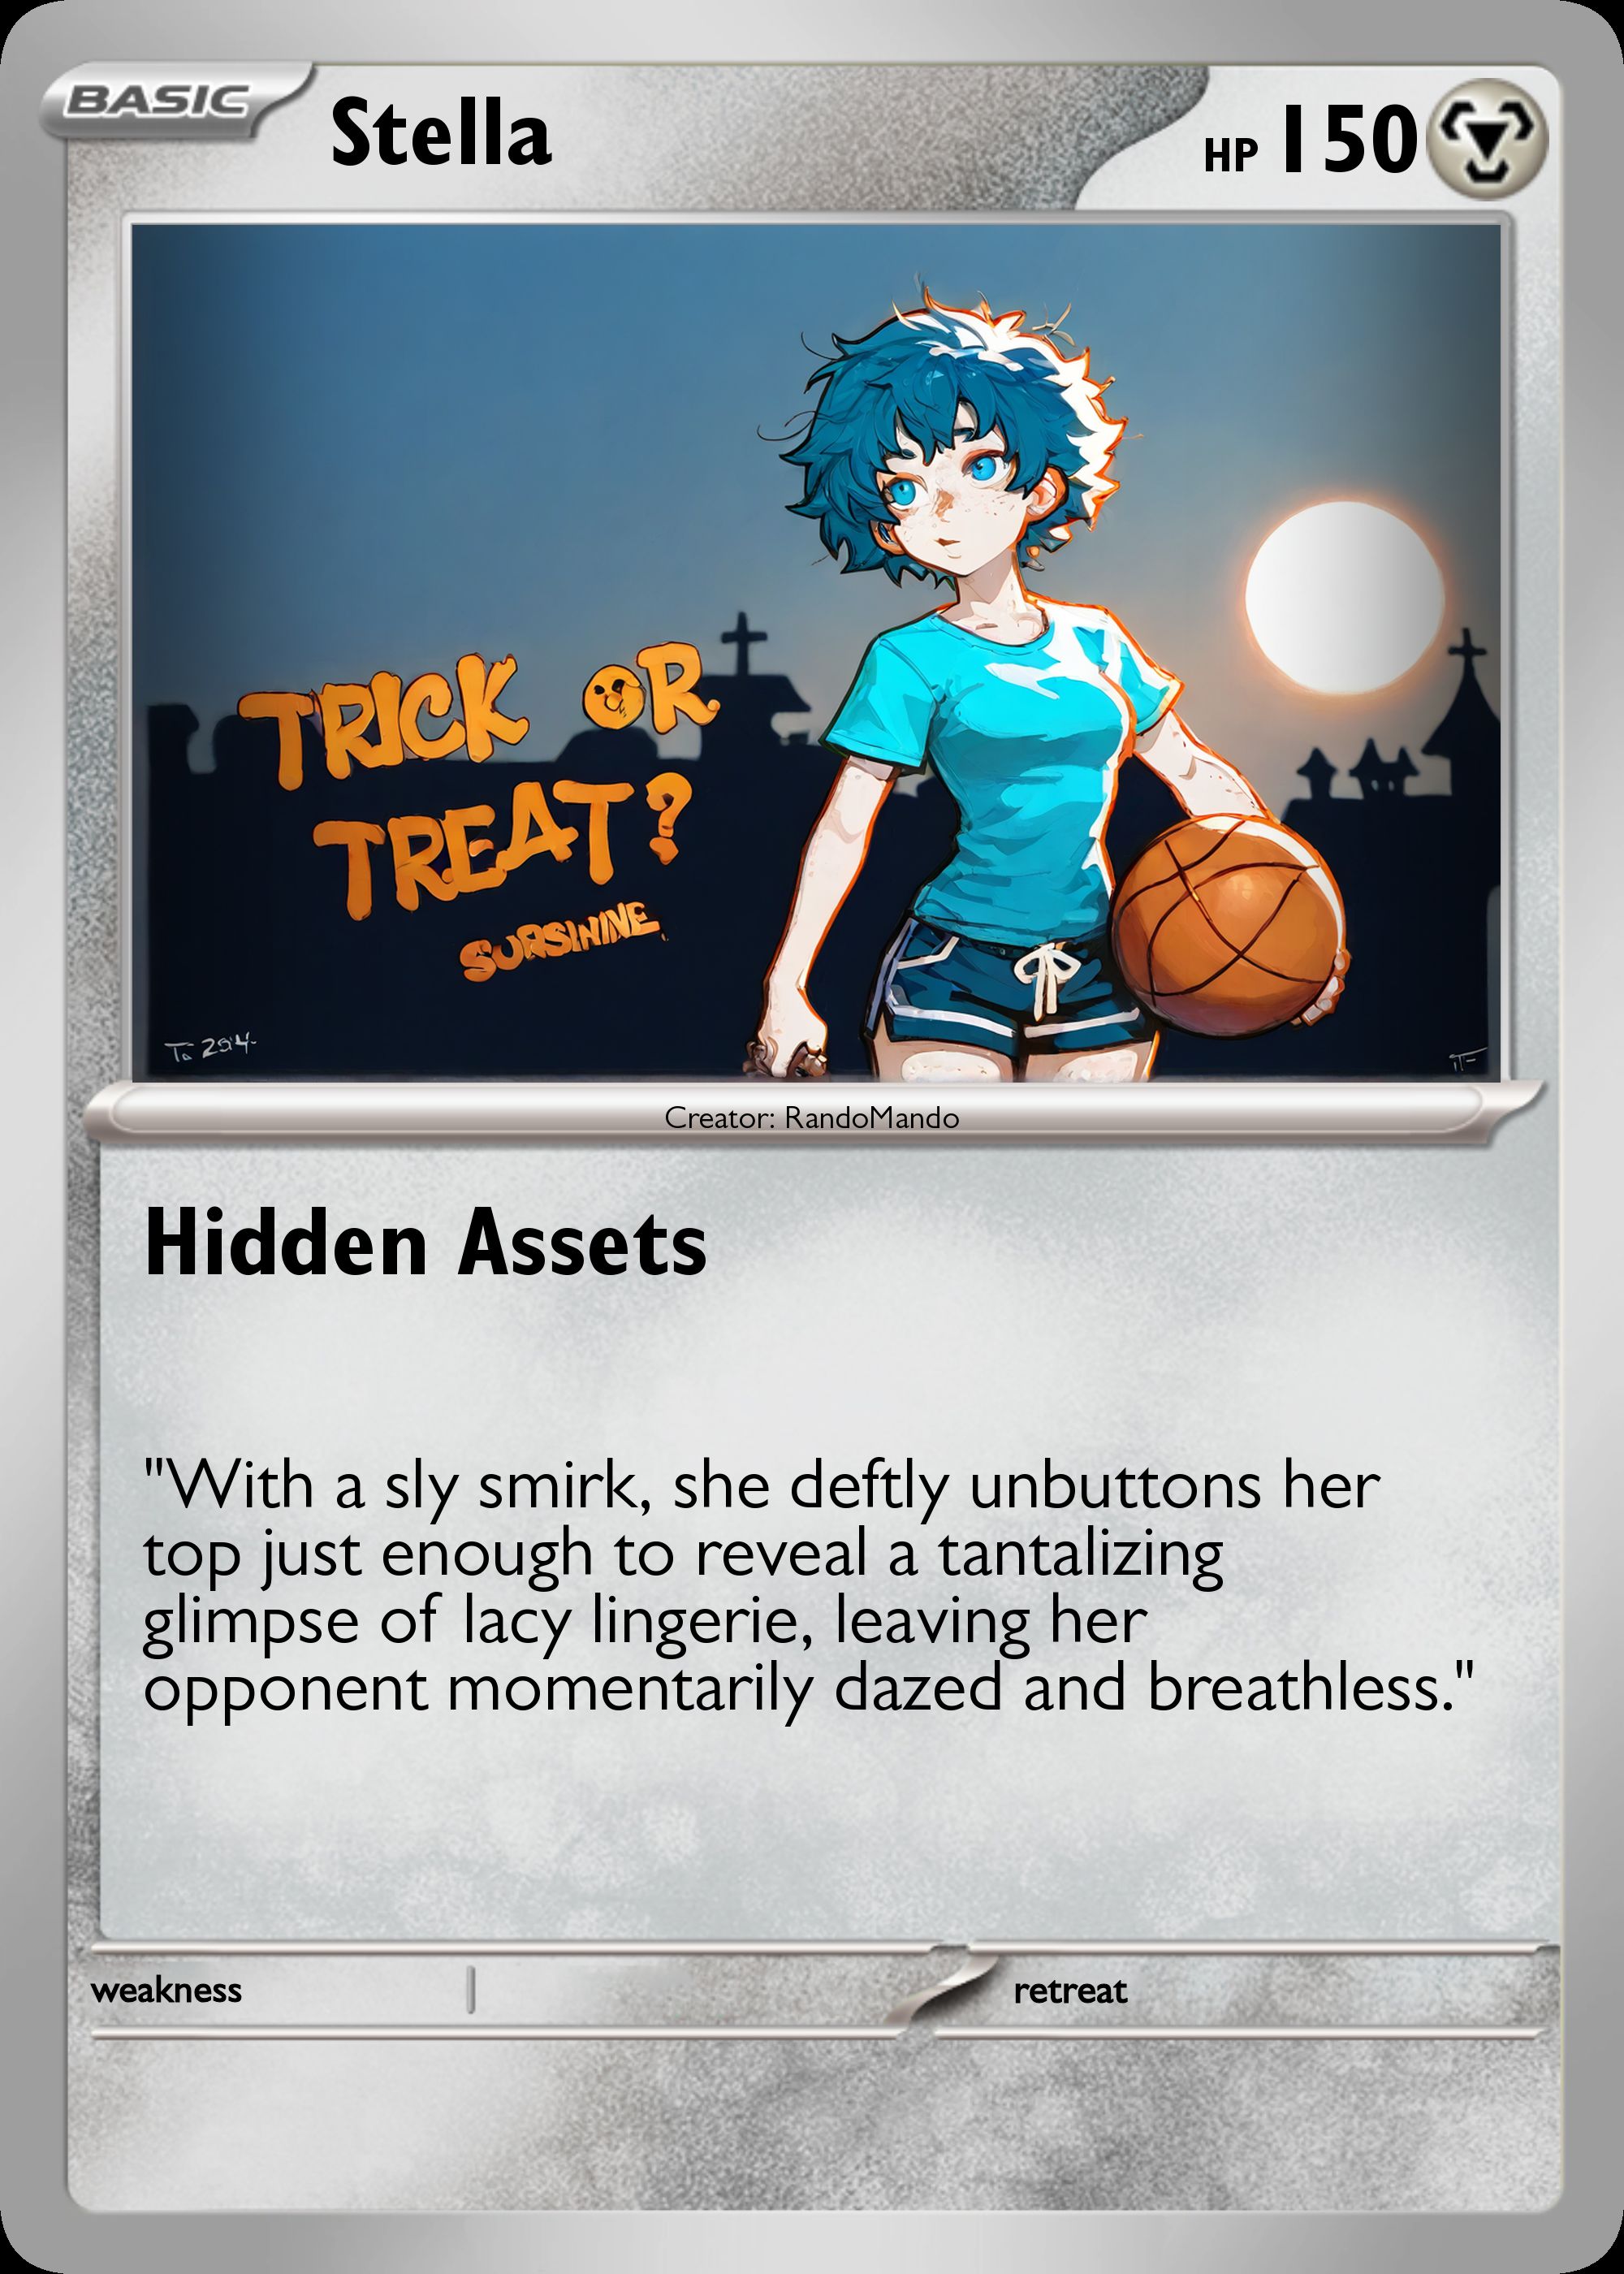 BASIC
Stella
HP 150
TRICK OR
TREAT?
SURSININE
Creator: RandoMando
Hidden Assets
"With a sly smirk, she deftly unbuttons her
top just enough to reveal a tantalizing
glimpse of lacy lingerie, leaving her
opponent momentarily dazed and breathless."
weakness
retreat